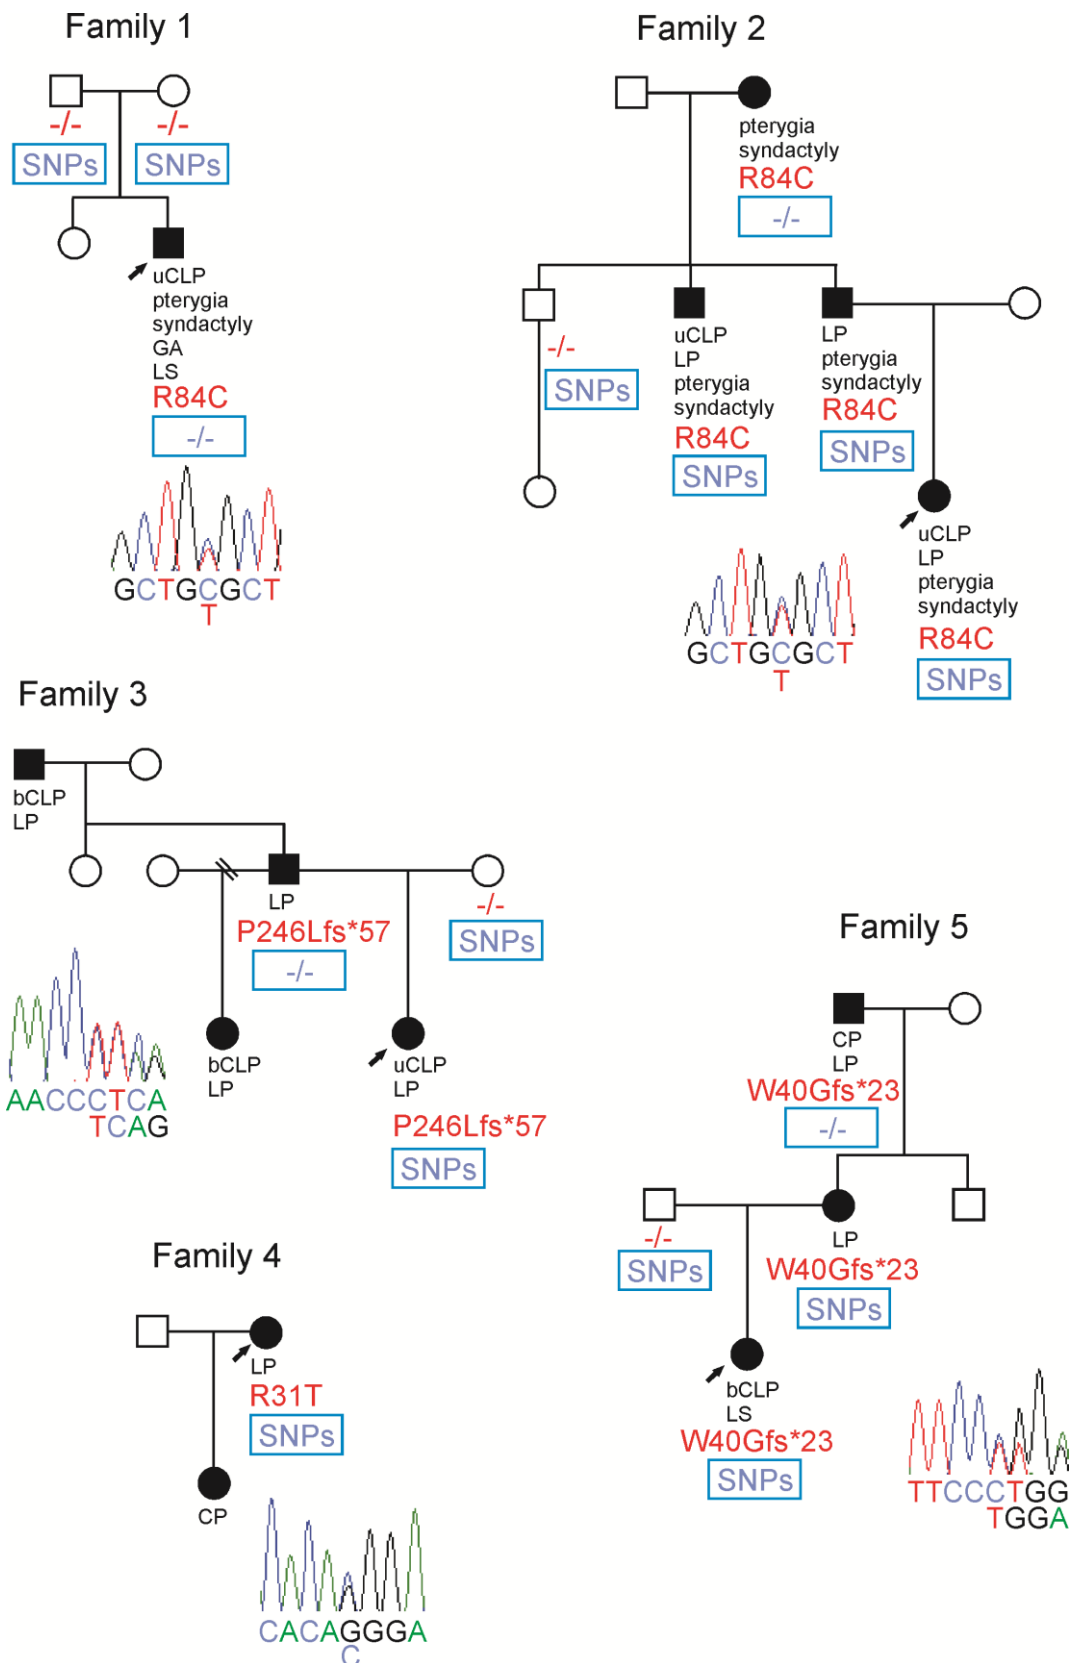 Family 1
-/-
-/-
SNPs
SNPs
uCLP
pterygia
syndactyly
GA
LS
R84C
-/-
GCTGCGCT
T
Family 2
pterygia
syndactyly
R84C
-/-
-/-
SNPs
uCLP
LP
pterygia
syndactyly
R84C
SNPs
LP
pterygia
syndactyly
R84C
SNPs
uCLP
LP
pterygia
syndactyly
R84C
SNPs
GCTGCGCT
T
Family 3
bCLP
LP
LP
P246Lfs*57
-/-
-/-
SNPs
bCLP
LP
uCLP
LP
P246Lfs*57
SNPs
AACCCTCA
TCAG
Family 4
LP
R31T
SNPs
CP
CACAGGGA
C
Family 5
CP
LP
W40Gfs*23
-/-
-/-
SNPs
LP
W40Gfs*23
SNPs
bCLP
LS
W40Gfs*23
SNPs
TTCCCTGG
TGGA